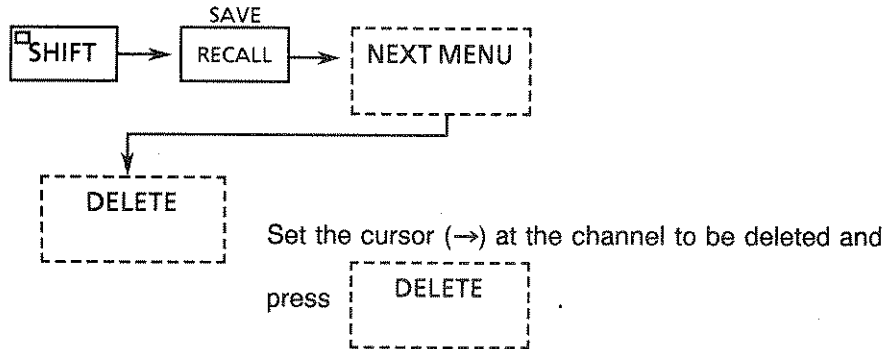 SAVE
SHIFT RECALL NEXT MENU
DELETE
Set the cursor (→) at the channel to be deleted and
press DELETE .